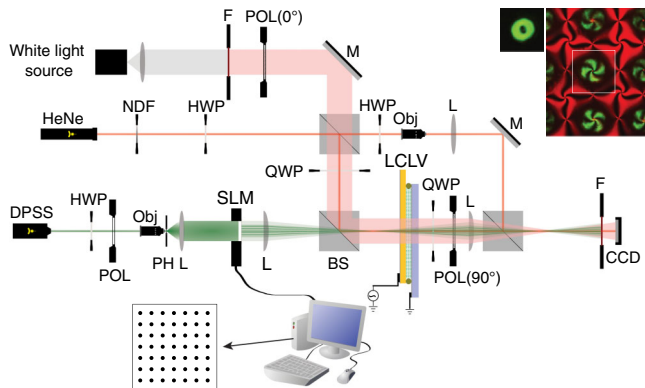 F
POL(0°)
M
White light
source
NDF
HWP
HWP
Obj
L
M
HeNe
QWP
LCLV
QWP
SLM
HWP
DPSS
Obj
L
F
POL
PH L
L
BS
POL(90°)
CCD